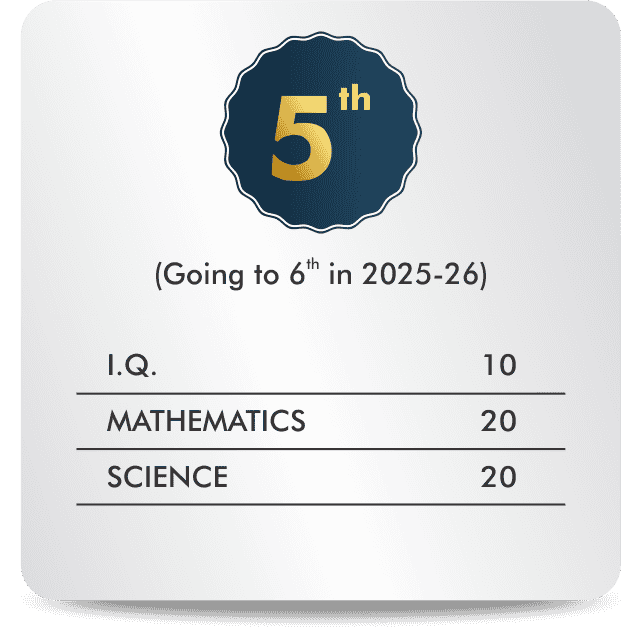 5th
(Going to 6th in 2025-26)
I.Q. 10
MATHEMATICS 20
SCIENCE 20